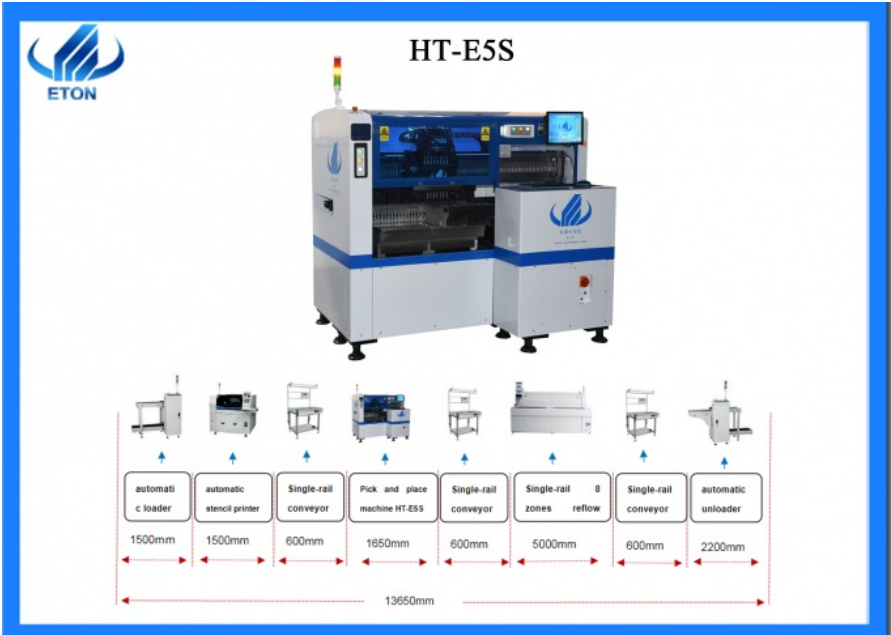 HT-E5S
ETON
automati
c loader
automatic
stencil printer
Single-rail
conveyor
Pick and place
machine HT-E5S
Single-rail
conveyor
Single-rail 8
zones reflow
Single-rail
conveyor
automatic
unloader
1500mm
1500mm
600mm
1650mm
600mm
5000mm
600mm
2200mm
13650mm